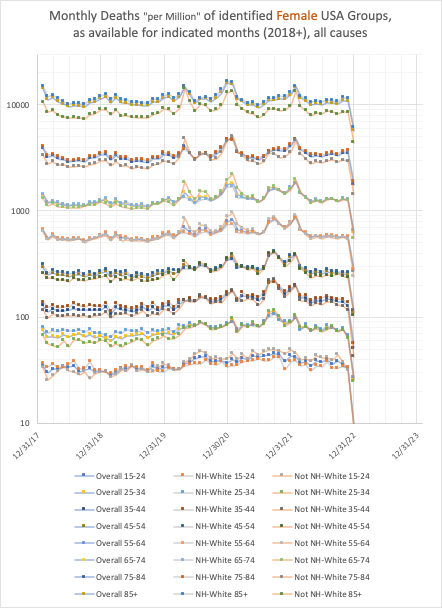 Monthly Deaths "per Million" of identified Female USA Groups,
as available for indicated months (2018+), all causes
10000
1000
100
10
12/31/17 12/31/18 12/31/19 12/31/20 12/31/21 12/31/22 12/31/23
Overall 15-24 NH-White 15-24 Not NH-White 15-24
Overall 25-34 NH-White 25-34 Not NH-White 25-34
Overall 35-44 NH-White 35-44 Not NH-White 35-44
Overall 45-54 NH-White 45-54 Not NH-White 45-54
Overall 55-64 NH-White 55-64 Not NH-White 55-64
Overall 65-74 NH-White 65-74 Not NH-White 65-74
Overall 75-84 NH-White 75-84 Not NH-White 75-84
Overall 85+ NH-White 85+ Not NH-White 85+